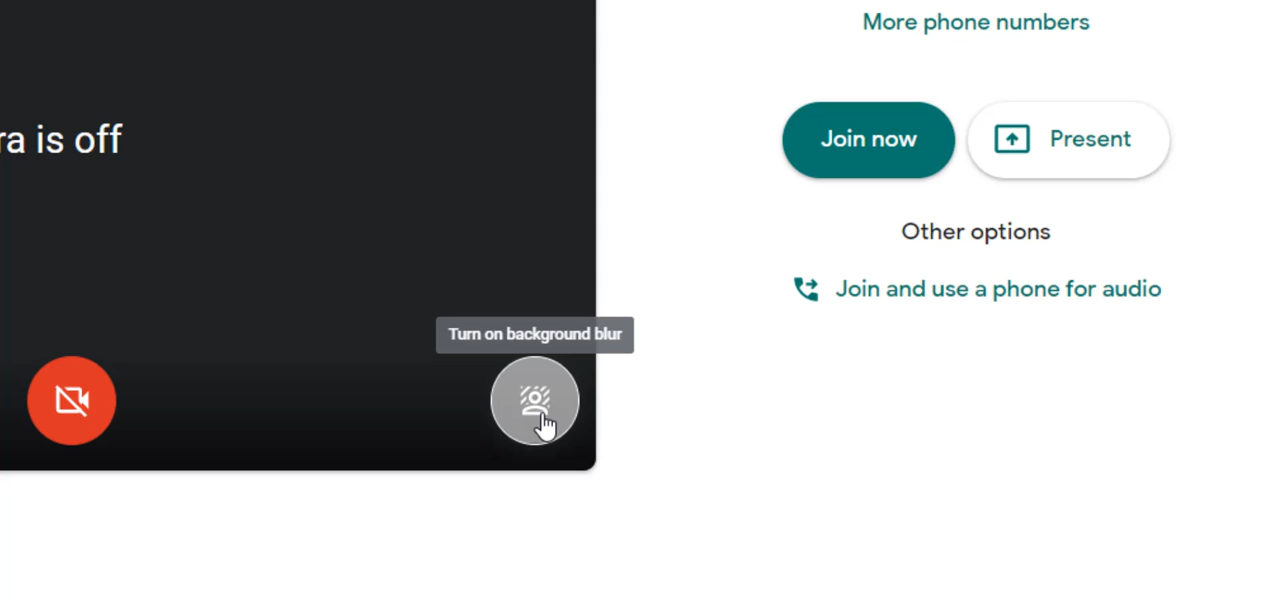 More phone numbers
ra is off
Join now
Present
Other options
Join and use a phone for audio
Turn on background blur